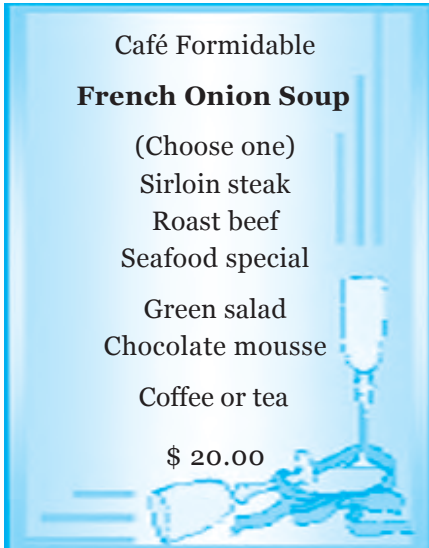 Café Formidable
French Onion Soup
(Choose one)
Sirloin steak
Roast beef
Seafood special
Green salad
Chocolate mousse
Coffee or tea
$ 20.00